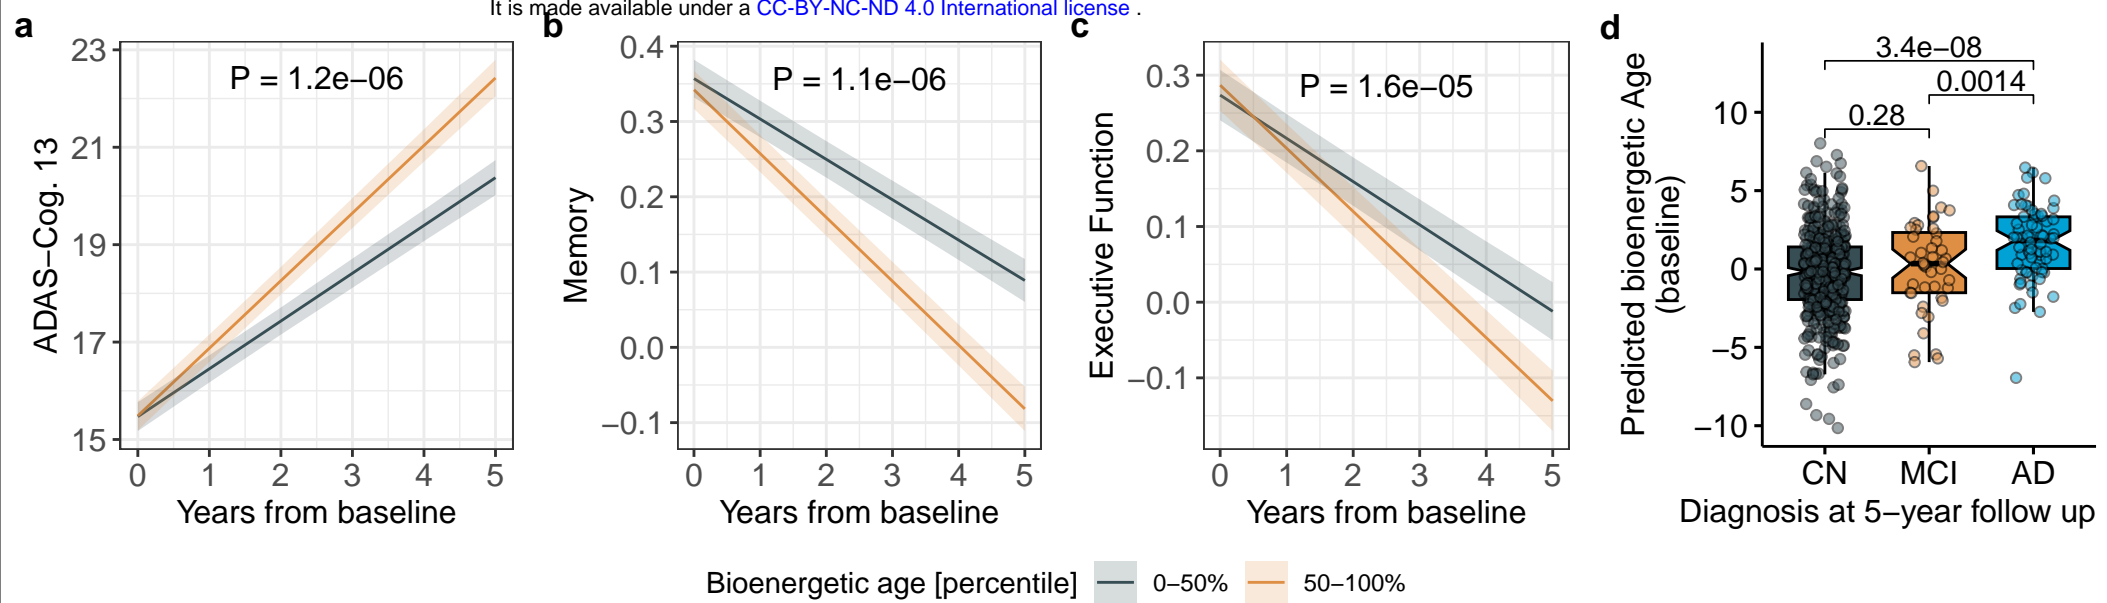 It is made available under a CC-BY-NC-ND 4.0 International license .
a
23
21
19
17
15
ADAS−Cog. 13
P = 1.2e−06
0 1 2 3 4 5
Years from baseline
b
0.4
0.3
0.2
0.1
0.0
−0.1
Memory
P = 1.1e−06
0 1 2 3 4 5
Years from baseline
c
0.3
0.2
0.1
0.0
−0.1
Executive Function
P = 1.6e−05
0 1 2 3 4 5
Years from baseline
d
10
5
0
−5
−10
Predicted bioenergetic Age
(baseline)
3.4e−08
0.0014
0.28
CN MCI AD
Diagnosis at 5−year follow up
Bioenergetic age [percentile] 0−50% 50−100%